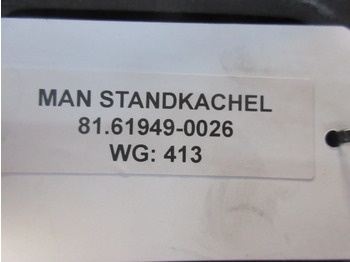 MAN STANDKACHEL
81.61949-0026
WG: 413